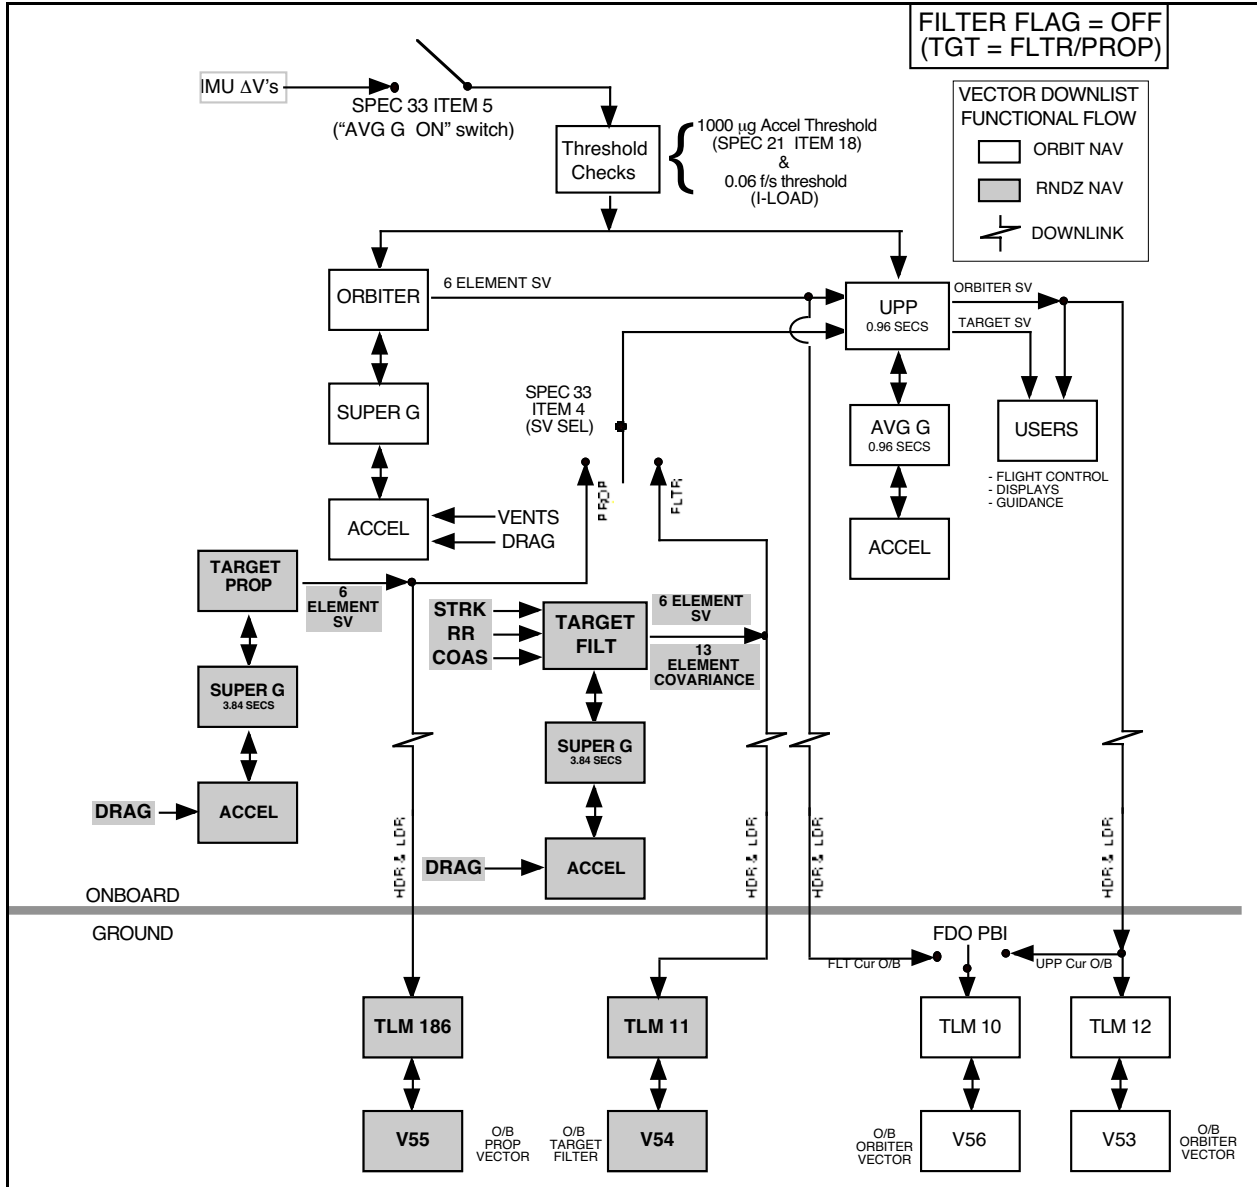 FILTER FLAG = OFF
(TGT = FLTR/PROP)
IMU ΔV's
SPEC 33 ITEM 5
(“AVG G ON” switch)
Threshold
Checks
1000 μg Accel Threshold
(SPEC 21 ITEM 18)
&
0.06 f/s threshold
(I-LOAD)
VECTOR DOWNLIST
FUNCTIONAL FLOW
ORBIT NAV
RNDZ NAV
DOWNLINK
ORBITER
6 ELEMENT SV
UPP
0.96 SECS
ORBITER SV
TARGET SV
SUPER G
SPEC 33
ITEM 4
(SV SEL)
AVG G
0.96 SECS
USERS
- FLIGHT CONTROL
- DISPLAYS
- GUIDANCE
PROP
FLTR
ACCEL
VENTS
DRAG
ACCEL
TARGET
PROP
6
ELEMENT
SV
STRK
RR
COAS
TARGET
FILT
6 ELEMENT
SV
13
ELEMENT
COVARIANCE
SUPER G
3.84 SECS
SUPER G
3.84 SECS
DRAG
ACCEL
DRAG
ACCEL
HDR & LDR
HDR & LDR
HDR & LDR
HDR & LDR
ONBOARD
GROUND
FDO PBI
FLT Cur O/B
UPP Cur O/B
TLM 186
TLM 11
TLM 10
TLM 12
V55
O/B
PROP
VECTOR
O/B
TARGET
FILTER
V54
O/B
ORBITER
VECTOR
V56
V53
O/B
ORBITER
VECTOR